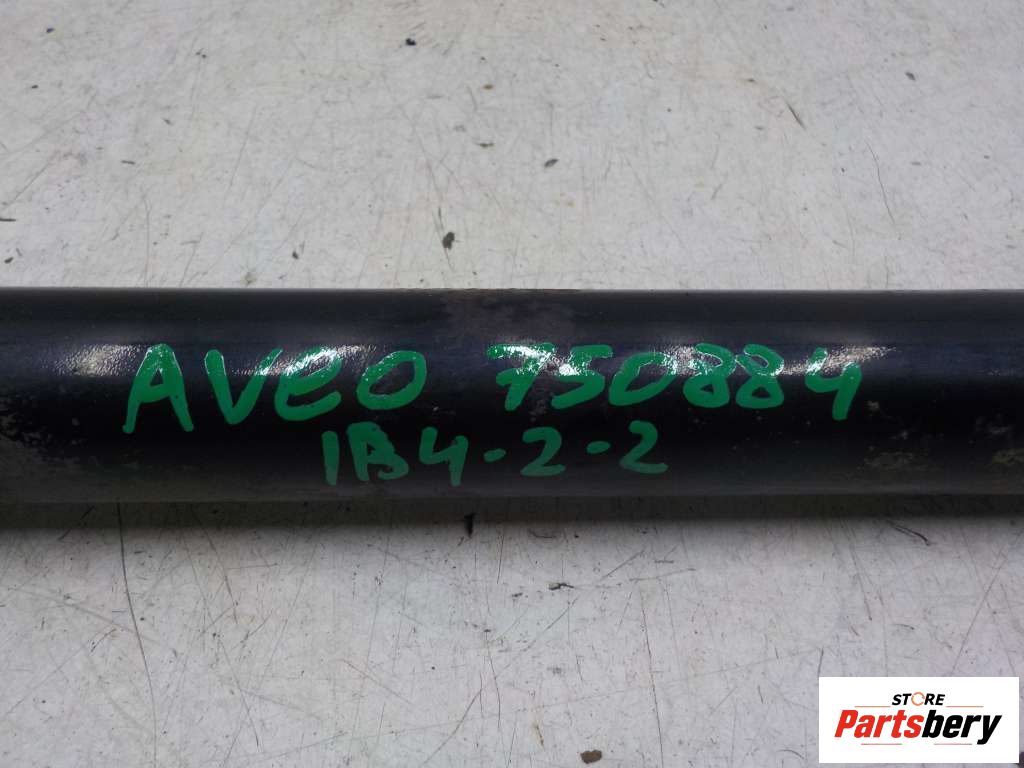 AVEO 750884
1B4-2-2
STORE
Partsbery